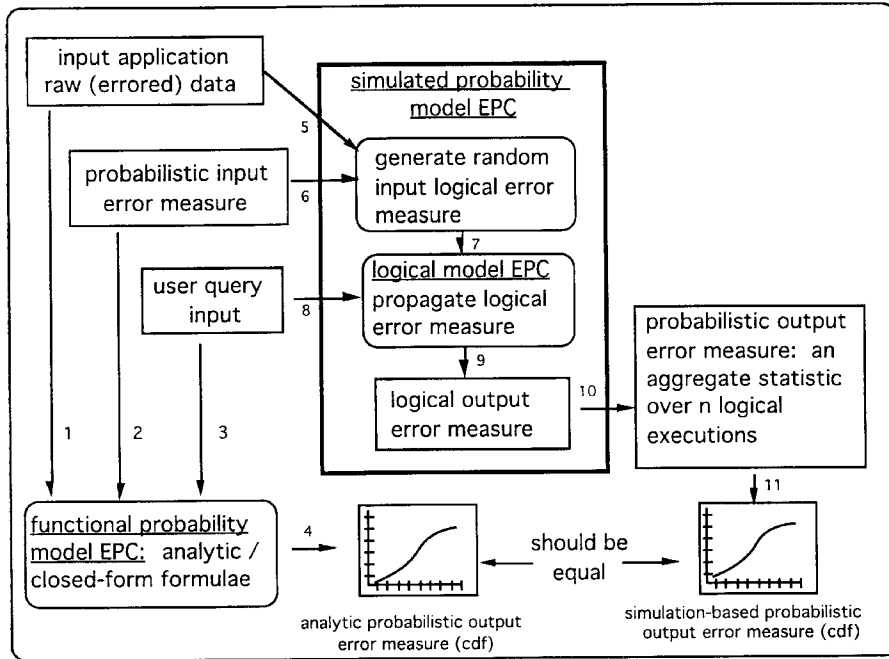 input application
raw (errored) data
simulated probability
model EPC
5
generate random
input logical error
measure
probabilistic input
error measure
6
7
logical model EPC
propagate logical
error measure
user query
input
8
probabilistic output
error measure: an
aggregate statistic
over n logical
executions
9
logical output
error measure
10
1
2
3
11
functional probability
model EPC: analytic /
closed-form formulae
4
should be
equal
analytic probabilistic output
error measure (cdf)
simulation-based probabilistic
output error measure (cdf)